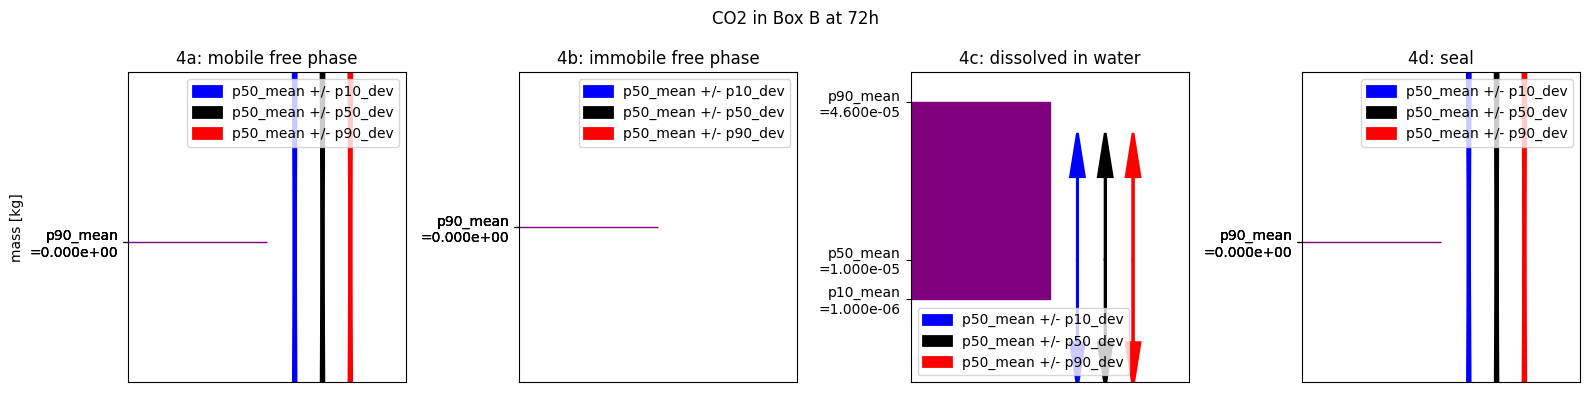 CO2 in Box B at 72h
4a: mobile free phase
p50_mean +/- p10_dev
p50_mean +/- p50_dev
p50_mean +/- p90_dev
mass [kg]
p90_mean
=0.000e+00
4b: immobile free phase
p50_mean +/- p10_dev
p50_mean +/- p50_dev
p50_mean +/- p90_dev
p90_mean
=0.000e+00
4c: dissolved in water
p90_mean
=4.600e-05
p50_mean
=1.000e-05
p10_mean
=1.000e-06
p50_mean +/- p10_dev
p50_mean +/- p50_dev
p50_mean +/- p90_dev
4d: seal
p50_mean +/- p10_dev
p50_mean +/- p50_dev
p50_mean +/- p90_dev
p90_mean
=0.000e+00